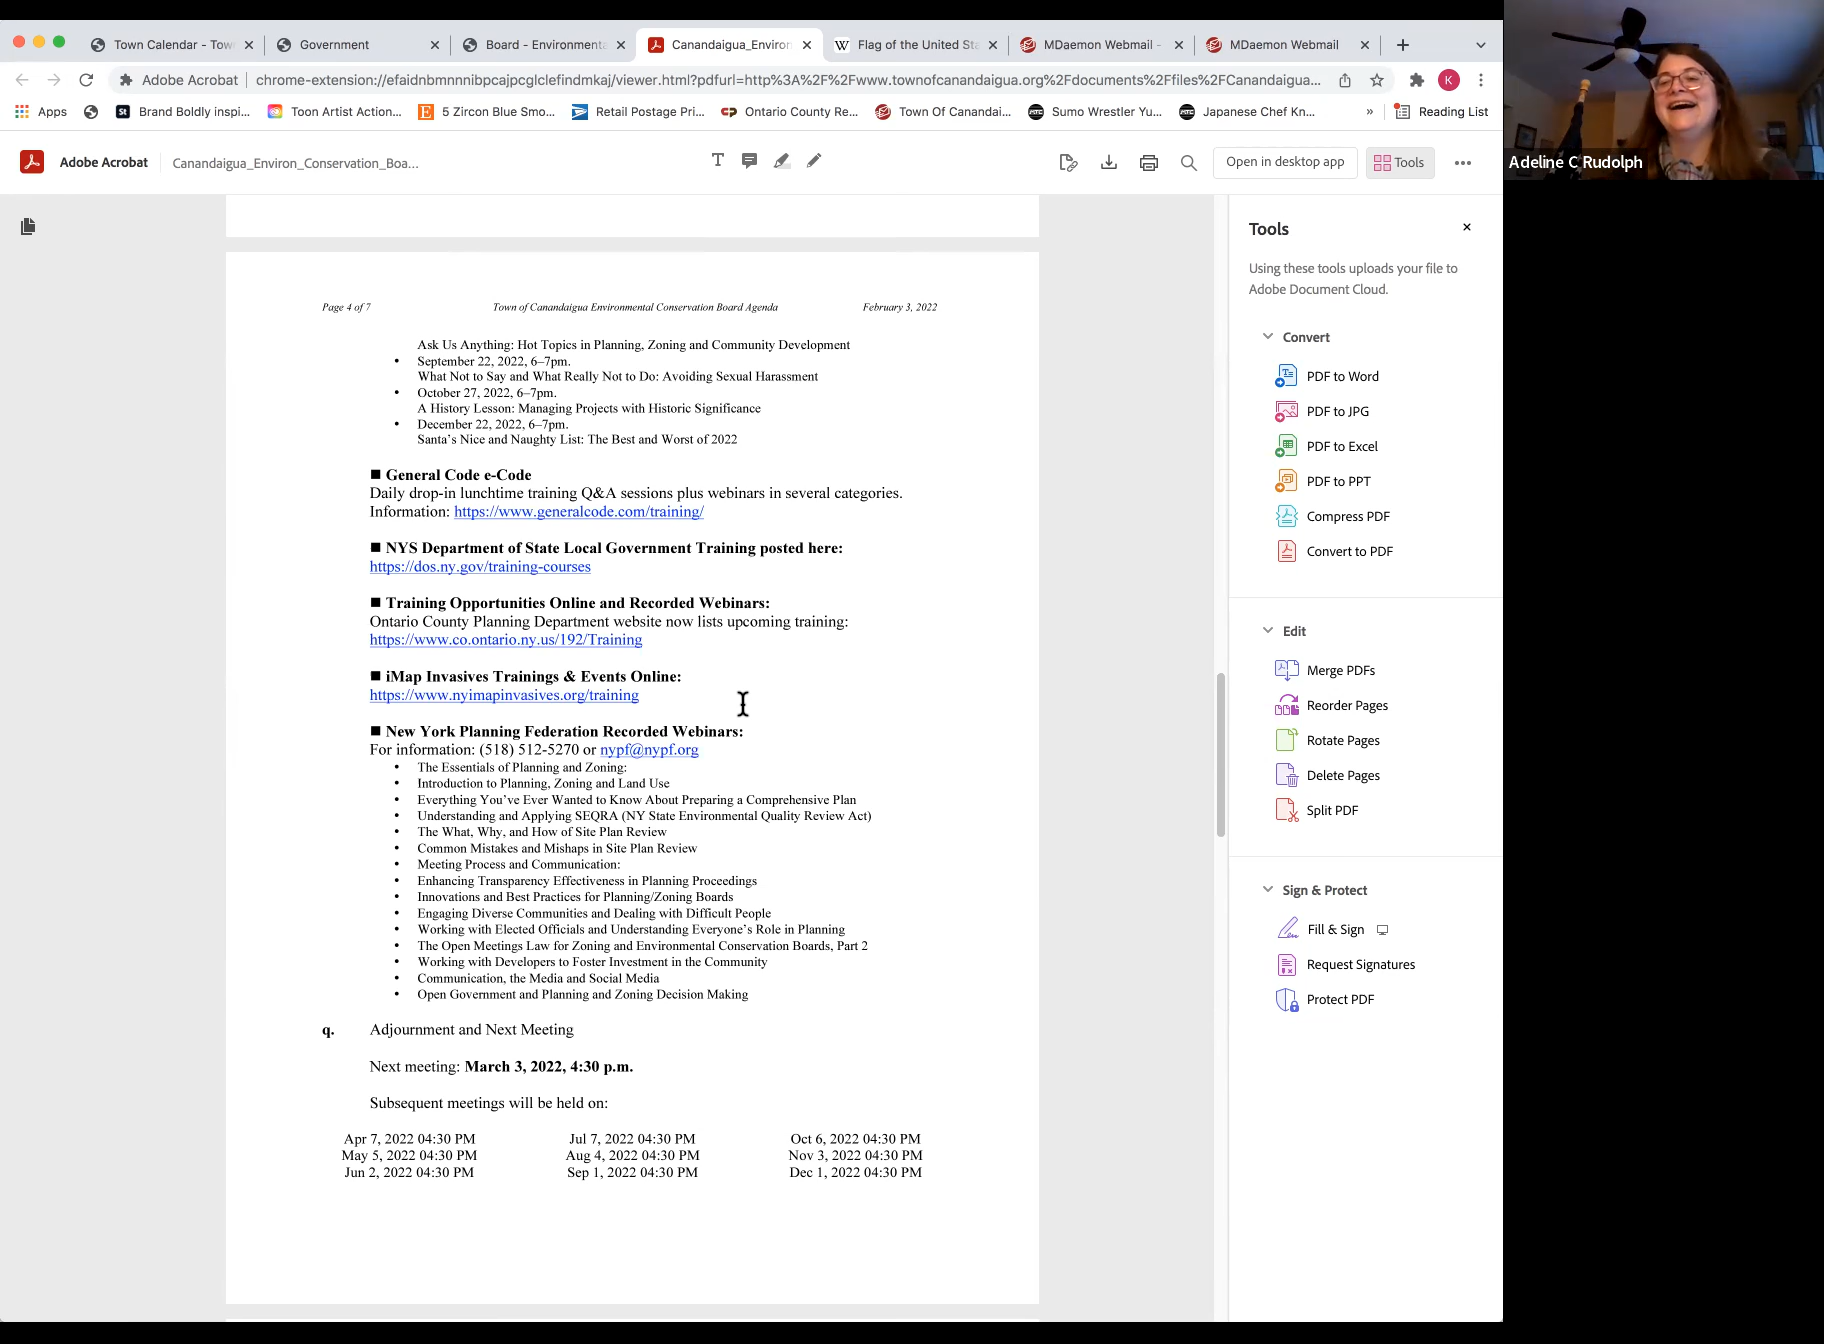 Town Calendar - Tow
Government
Board - Environmenta
Canandaigua_Environ
Flag of the United Sta
MDaemon Webmail -
MDaemon Webmail
Adobe Acrobat
chrome-extension://efaidnbmnnnibpcajpcglclefindmkaj/viewer.html?pdfurl=http%3A%2F%2Fwww.townofcanandaigua.org%2Fdocuments%2Ffiles%2FCanandaigua...
K
Apps
Brand Boldly inspi...
Toon Artist Action...
5 Zircon Blue Smo...
Retail Postage Pri...
Ontario County Re...
Town Of Canandai...
Sumo Wrestler Yu...
Japanese Chef Kn...
»
Reading List
Adobe Acrobat
Canandaigua_Environ_Conservation_Boa...
Open in desktop app
Tools
Adeline C Rudolph
Page 4 of 7
Town of Canandaigua Environmental Conservation Board Agenda
February 3, 2022
Ask Us Anything: Hot Topics in Planning, Zoning and Community Development
• September 22, 2022, 6–7pm.
What Not to Say and What Really Not to Do: Avoiding Sexual Harassment
• October 27, 2022, 6–7pm.
A History Lesson: Managing Projects with Historic Significance
• December 22, 2022, 6–7pm.
Santa's Nice and Naughty List: The Best and Worst of 2022
■ General Code e-Code
Daily drop-in lunchtime training Q&A sessions plus webinars in several categories.
Information: https://www.generalcode.com/training/
■ NYS Department of State Local Government Training posted here:
https://dos.ny.gov/training-courses
■ Training Opportunities Online and Recorded Webinars:
Ontario County Planning Department website now lists upcoming training:
https://www.co.ontario.ny.us/192/Training
■ iMap Invasives Trainings & Events Online:
https://www.nyimapinvasives.org/training
■ New York Planning Federation Recorded Webinars:
For information: (518) 512-5270 or nypf@nypf.org
• The Essentials of Planning and Zoning:
• Introduction to Planning, Zoning and Land Use
• Everything You've Ever Wanted to Know About Preparing a Comprehensive Plan
• Understanding and Applying SEQRA (NY State Environmental Quality Review Act)
• The What, Why, and How of Site Plan Review
• Common Mistakes and Mishaps in Site Plan Review
• Meeting Process and Communication:
• Enhancing Transparency Effectiveness in Planning Proceedings
• Innovations and Best Practices for Planning/Zoning Boards
• Engaging Diverse Communities and Dealing with Difficult People
• Working with Elected Officials and Understanding Everyone's Role in Planning
• The Open Meetings Law for Zoning and Environmental Conservation Boards, Part 2
• Working with Developers to Foster Investment in the Community
• Communication, the Media and Social Media
• Open Government and Planning and Zoning Decision Making
q. Adjournment and Next Meeting
Next meeting: March 3, 2022, 4:30 p.m.
Subsequent meetings will be held on:
Apr 7, 2022 04:30 PM Jul 7, 2022 04:30 PM Oct 6, 2022 04:30 PM
May 5, 2022 04:30 PM Aug 4, 2022 04:30 PM Nov 3, 2022 04:30 PM
Jun 2, 2022 04:30 PM Sep 1, 2022 04:30 PM Dec 1, 2022 04:30 PM
Tools
Using these tools uploads your file to
Adobe Document Cloud.
Convert
PDF to Word
PDF to JPG
PDF to Excel
PDF to PPT
Compress PDF
Convert to PDF
Edit
Merge PDFs
Reorder Pages
Rotate Pages
Delete Pages
Split PDF
Sign & Protect
Fill & Sign
Request Signatures
Protect PDF